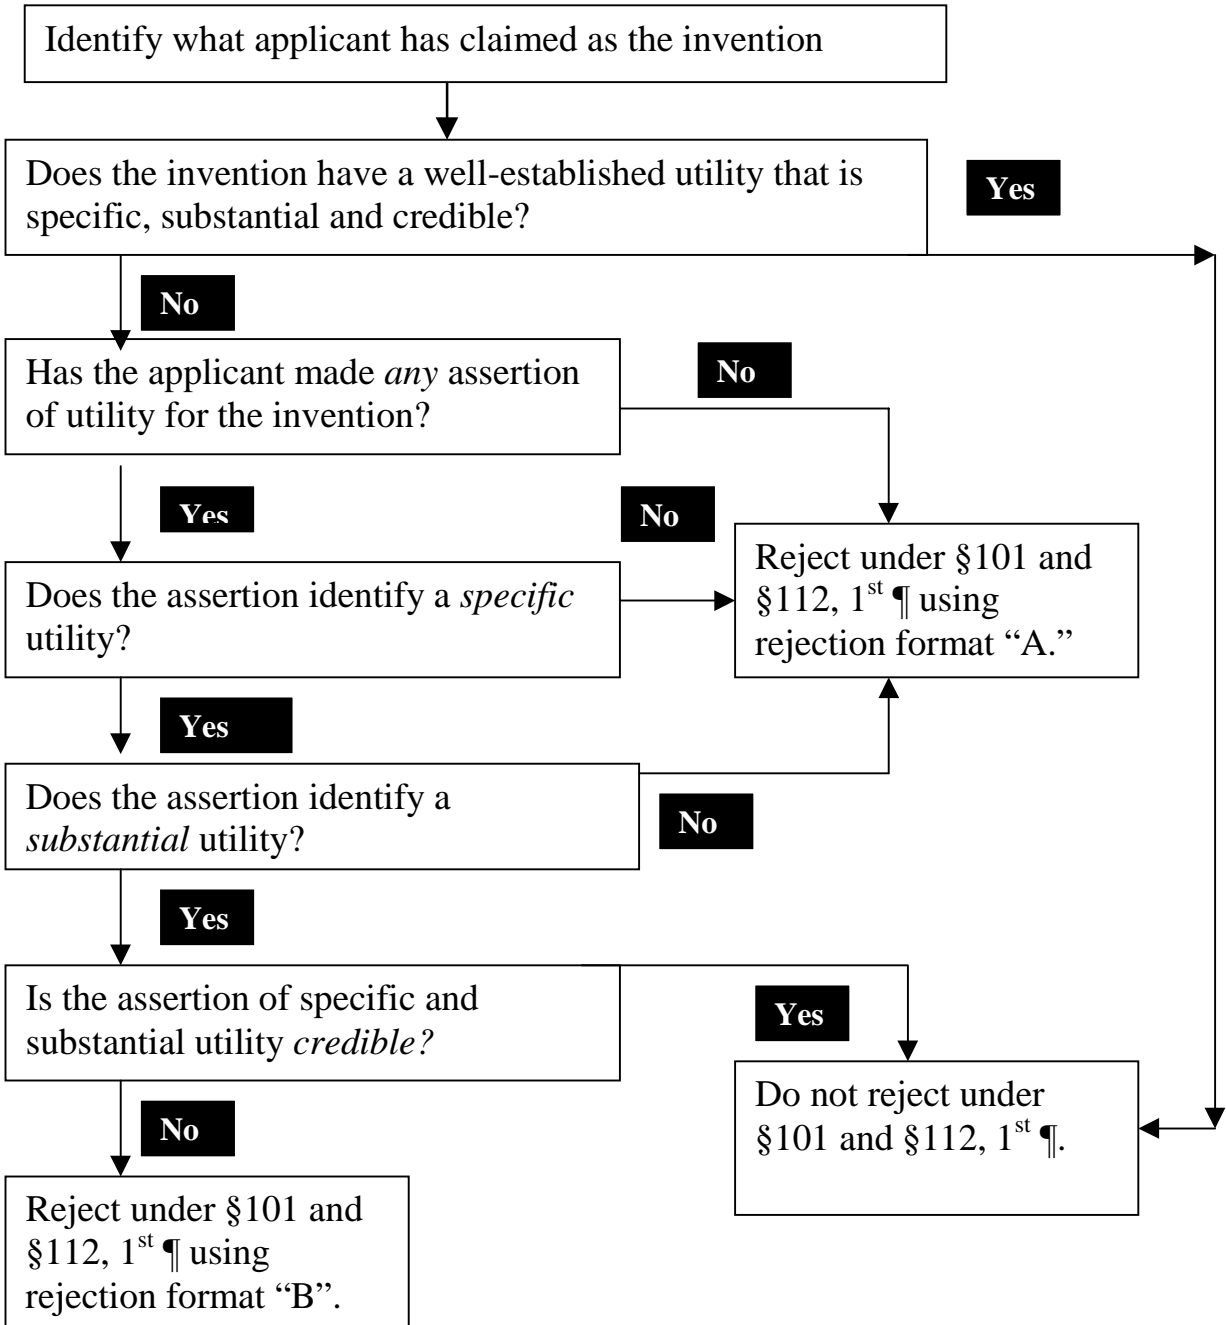 Identify what applicant has claimed as the invention
Does the invention have a well-established utility that is
specific, substantial and credible?
Yes
No
Has the applicant made any assertion
of utility for the invention?
No
Yes
No
Does the assertion identify a specific
utility?
Reject under §101 and
§112, 1st ¶ using
rejection format “A.”
Yes
Does the assertion identify a
substantial utility?
No
Yes
Is the assertion of specific and
substantial utility credible?
Yes
Do not reject under
§101 and §112, 1st ¶.
No
Reject under §101 and
§112, 1st ¶ using
rejection format “B”.